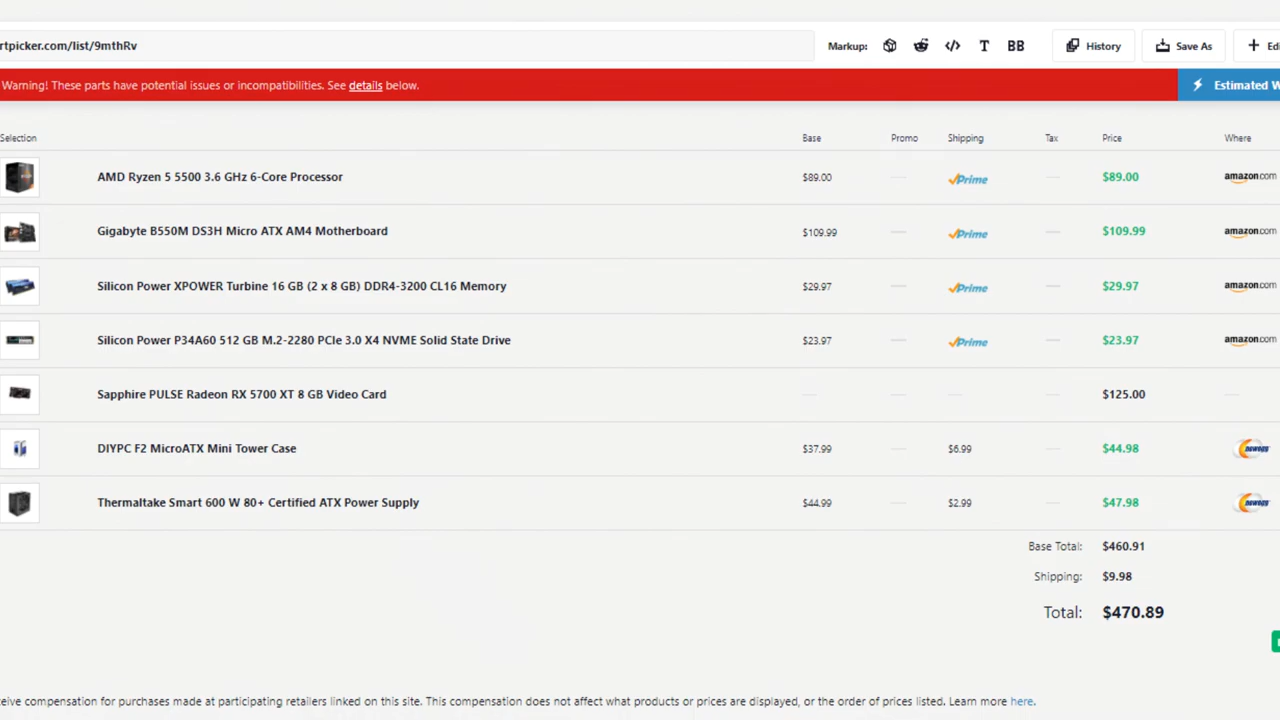 rtpicker.com/list/9mthRv Markup: T BB History Save As Ed
Warning! These parts have potential issues or incompatibilities. See details below. Estimated W
Selection Base Promo Shipping Tax Price Where
AMD Ryzen 5 5500 3.6 GHz 6-Core Processor $89.00 Prime $89.00 amazon.com
Gigabyte B550M DS3H Micro ATX AM4 Motherboard $109.99 Prime $109.99 amazon.com
Silicon Power XPOWER Turbine 16 GB (2 x 8 GB) DDR4-3200 CL16 Memory $29.97 Prime $29.97 amazon.com
Silicon Power P34A60 512 GB M.2-2280 PCIe 3.0 X4 NVME Solid State Drive $23.97 Prime $23.97 amazon.com
Sapphire PULSE Radeon RX 5700 XT 8 GB Video Card $125.00
DIYPC F2 MicroATX Mini Tower Case $37.99 $6.99 $44.98 newegg
Thermaltake Smart 600 W 80+ Certified ATX Power Supply $44.99 $2.99 $47.98 newegg
Base Total: $460.91
Shipping: $9.98
Total: $470.89
eive compensation for purchases made at participating retailers linked on this site. This compensation does not affect what products or prices are displayed, or the order of prices listed. Learn more here.